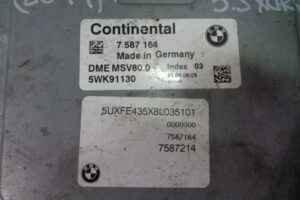 Continental
7 587 164
Made in Germany
DME MSV80.0 Index 03
5WK91130
5UXFE435X8L035101
0000000
7587164
7587214